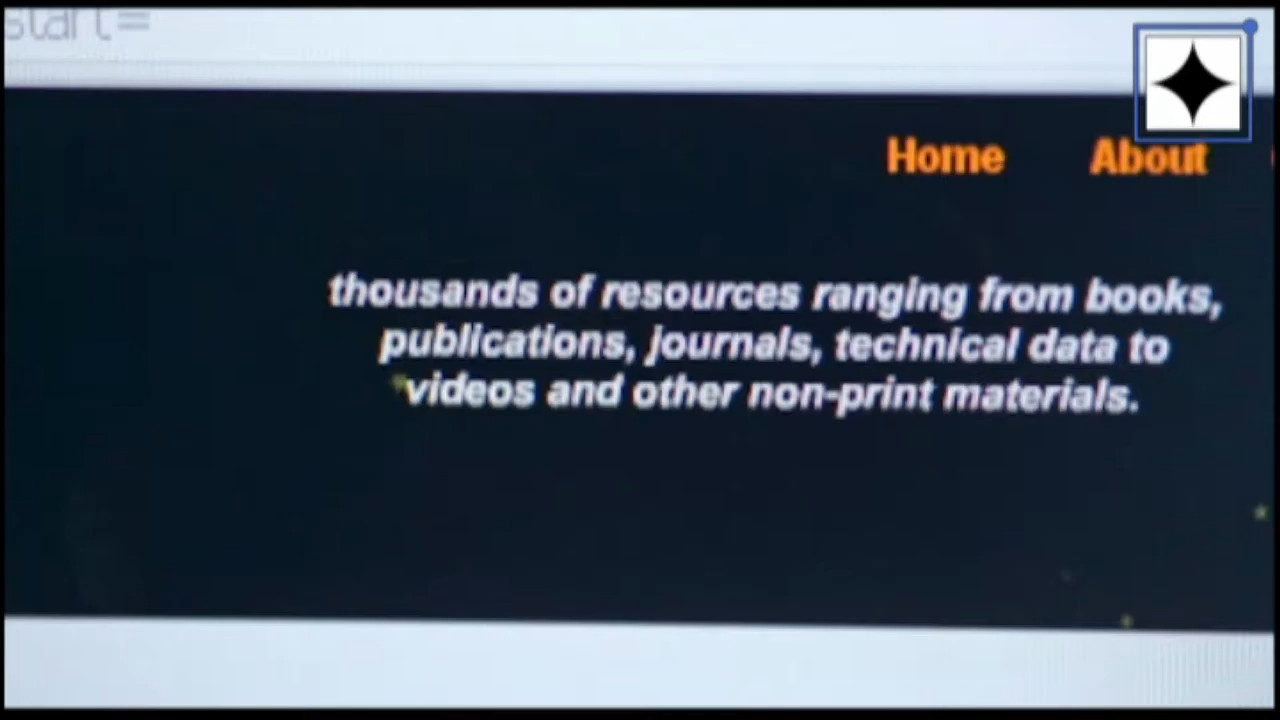 start=
Home About
thousands of resources ranging from books,
publications, journals, technical data to
videos and other non-print materials.